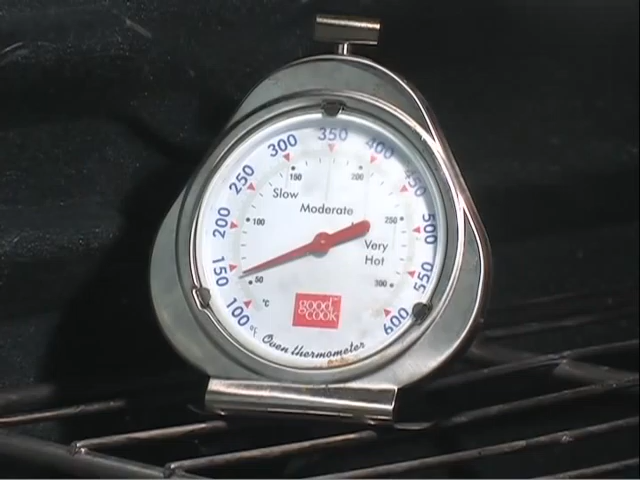 100 150 200 250 300 350 400 450 500 550 600
°F
50 100 150 200 250 300
°C
Slow
Moderate
Very
Hot
good
cook
Oven thermometer